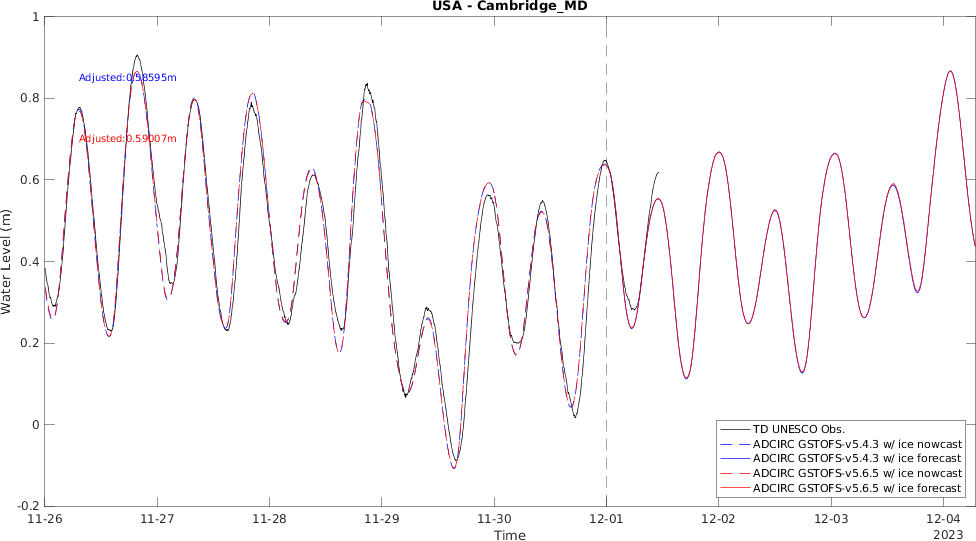 USA - Cambridge_MD
1
0.8
0.6
0.4
0.2
0
-0.2
Water Level (m)
Adjusted:0.58595m
Adjusted:0.59007m
TD UNESCO Obs.
ADCIRC GSTOFS-v5.4.3 w/ ice nowcast
ADCIRC GSTOFS-v5.4.3 w/ ice forecast
ADCIRC GSTOFS-v5.6.5 w/ ice nowcast
ADCIRC GSTOFS-v5.6.5 w/ ice forecast
11-26 11-27 11-28 11-29 11-30 12-01 12-02 12-03 12-04
Time 2023